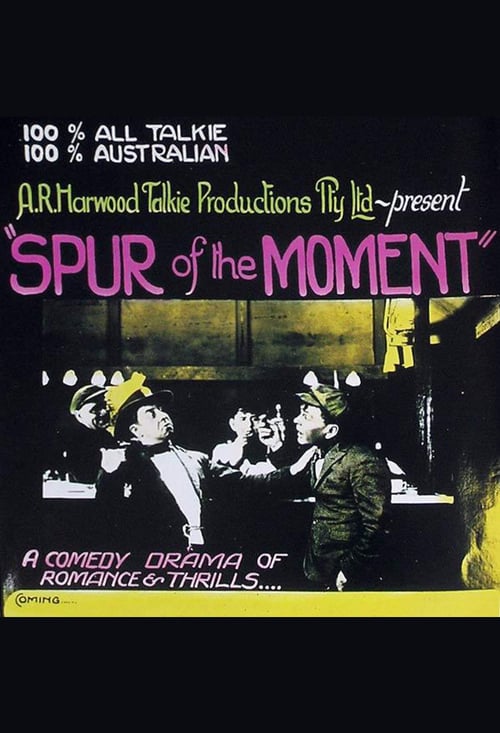 100 % ALL TALKIE
100 % AUSTRALIAN
A.R. Harwood Talkie Productions Pty Ltd ~ present
"SPUR of the MOMENT"
A COMEDY DRAMA OF
ROMANCE & THRILLS....
COMING......